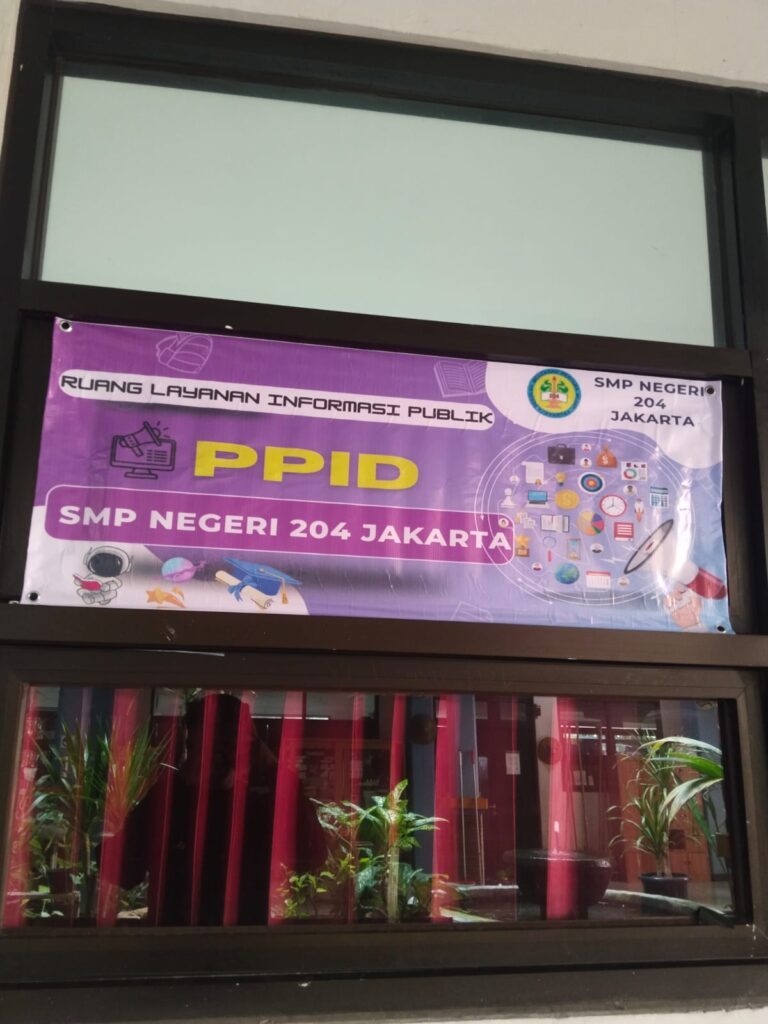 RUANG LAYANAN INFORMASI PUBLIK
PPID
SMP NEGERI 204 JAKARTA
SMP NEGERI
204
JAKARTA